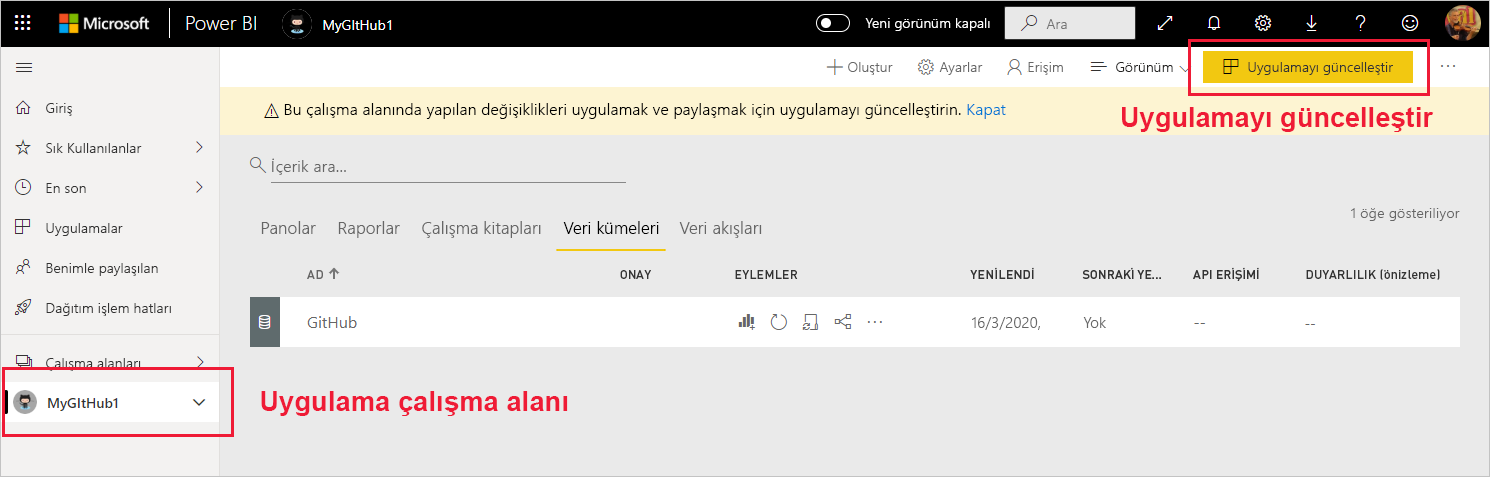 Microsoft Power BI MyGItHub1 Yeni görünüm kapalı Ara
Oluştur Ayarlar Erişim Görünüm Uygulamayı güncelleştir
Bu çalışma alanında yapılan değişiklikleri uygulamak ve paylaşmak için uygulamayı güncelleştirin. Kapat
Uygulamayı güncelleştir
Giriş
Sık Kullanılanlar
En son
Uygulamalar
Benimle paylaşılan
Dağıtım işlem hatları
Çalışma alanları
MyGItHub1
Uygulama çalışma alanı
İçerik ara...
1 öğe gösteriliyor
Panolar Raporlar Çalışma kitapları Veri kümeleri Veri akışları
AD ONAY EYLEMLER YENİLENDİ SONRAKİ YE... API ERİŞİMİ DUYARLILIK (önizleme)
GitHub 16/3/2020, Yok -- --